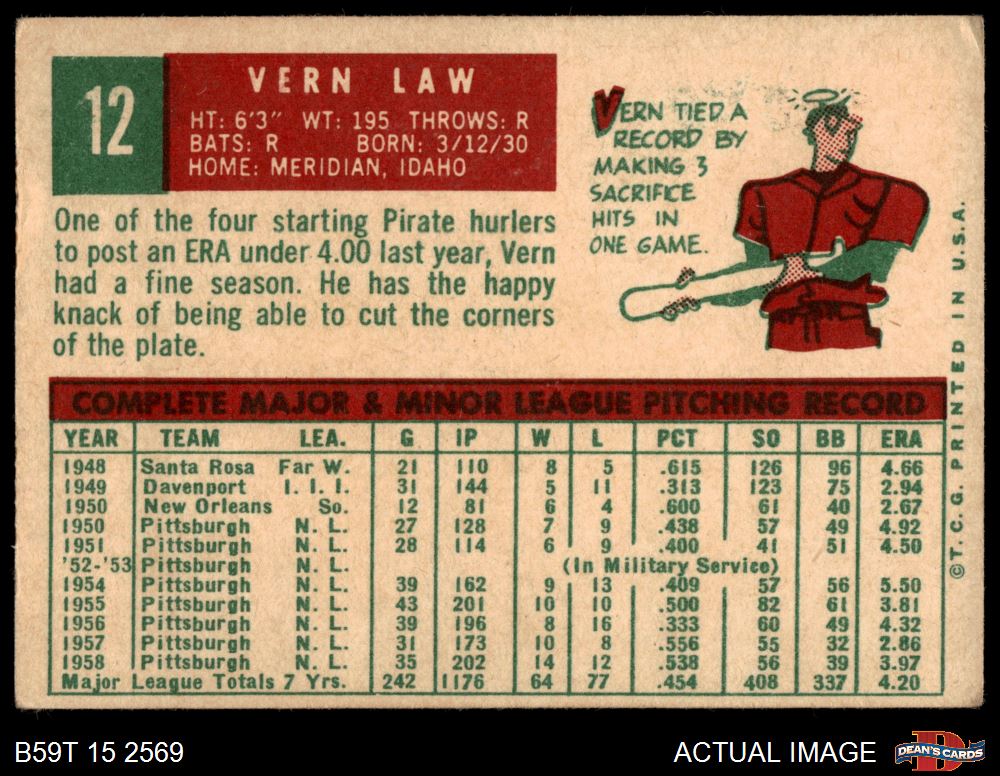 12
VERN LAW
HT: 6'3" WT: 195 THROWS: R
BATS: R BORN: 3/12/30
HOME: MERIDIAN, IDAHO
One of the four starting Pirate hurlers
to post an ERA under 4.00 last year, Vern
had a fine season. He has the happy
knack of being able to cut the corners
of the plate.
VERN TIED A
RECORD BY
MAKING 3
SACRIFICE
HITS IN
ONE GAME.
COMPLETE MAJOR & MINOR LEAGUE PITCHING RECORD
YEAR TEAM LEA. G IP W L PCT SO BB ERA
1948 Santa Rosa Far W. 21 110 8 5 .615 126 96 4.66
1949 Davenport I. I. I. 31 144 5 11 .313 123 75 2.94
1950 New Orleans So. 12 81 6 4 .600 61 40 2.67
1950 Pittsburgh N. L. 27 128 7 9 .438 57 49 4.92
1951 Pittsburgh N. L. 28 114 6 9 .400 41 51 4.50
'52-'53 Pittsburgh N. L. (In Military Service)
1954 Pittsburgh N. L. 39 162 9 13 .409 57 56 5.50
1955 Pittsburgh N. L. 43 201 10 10 .500 82 61 3.81
1956 Pittsburgh N. L. 39 196 8 16 .333 60 49 4.32
1957 Pittsburgh N. L. 31 173 10 8 .556 55 32 2.86
1958 Pittsburgh N. L. 35 202 14 12 .538 56 39 3.97
Major League Totals 7 Yrs. 242 1176 64 77 .454 408 337 4.20
©T. C. G. PRINTED IN U.S.A.
B59T 15 2569
ACTUAL IMAGE
DEAN'S CARDS